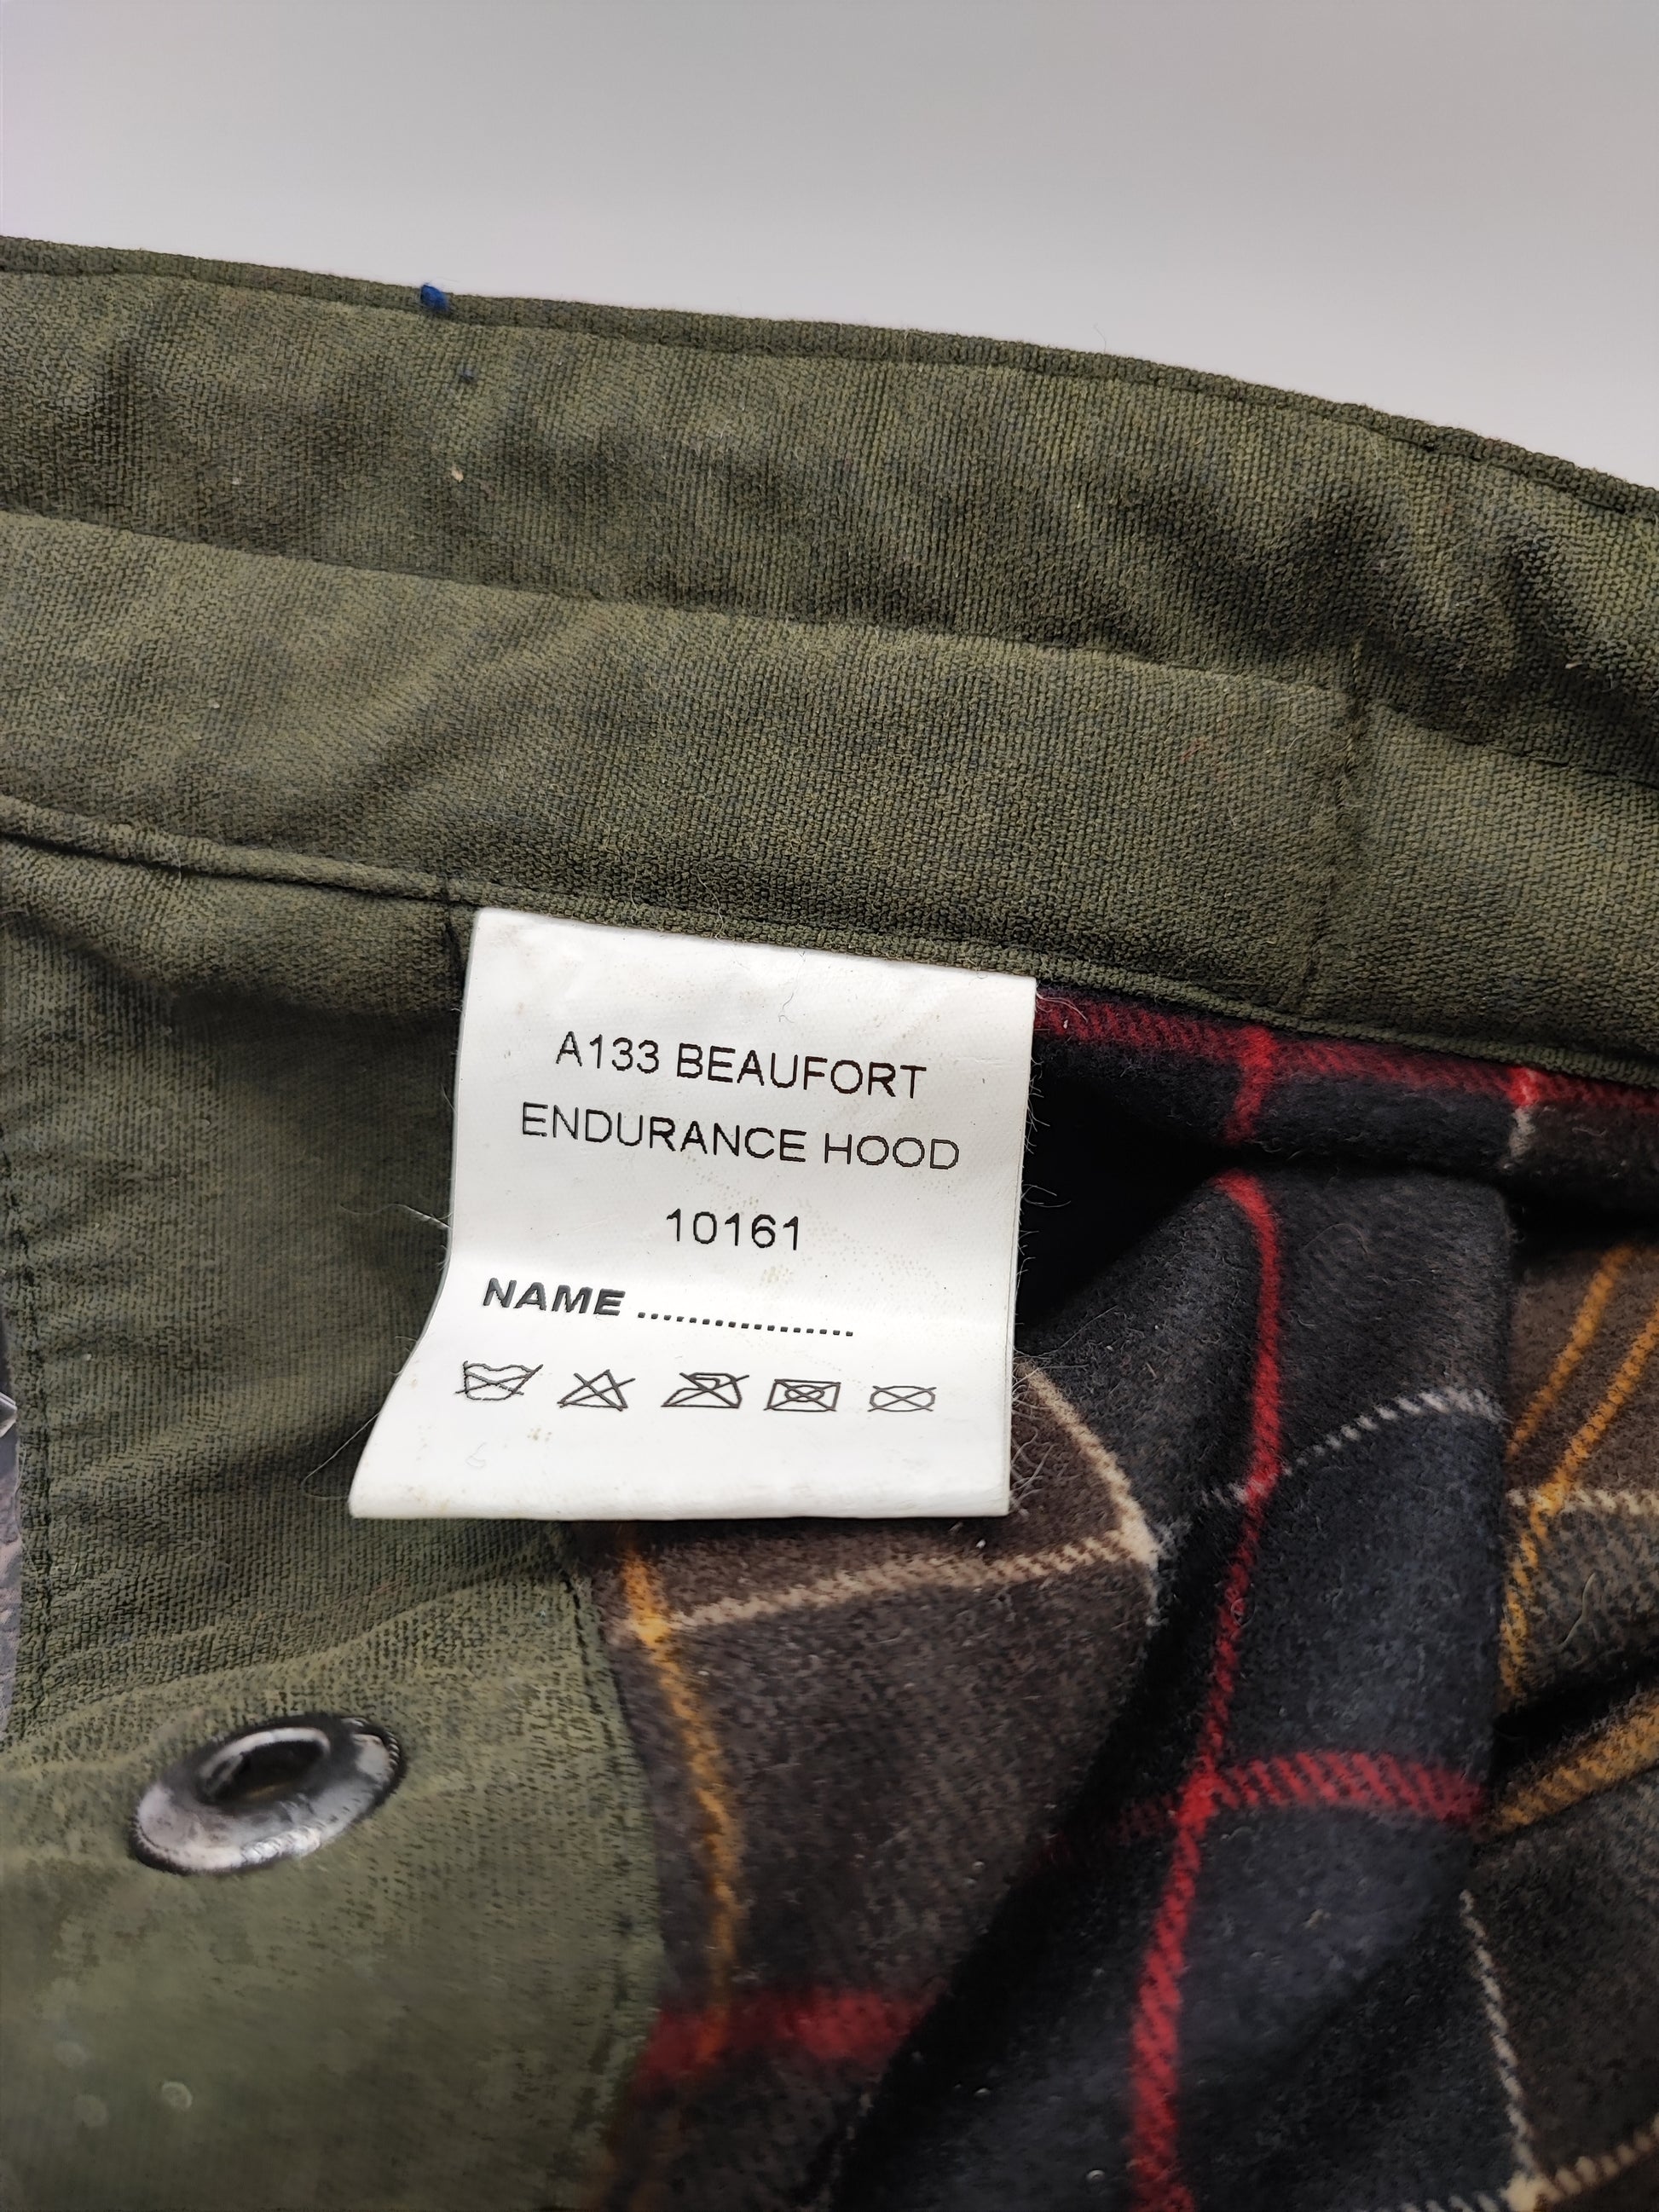 A133 BEAUFORT
ENDURANCE HOOD
10161
NAME .................